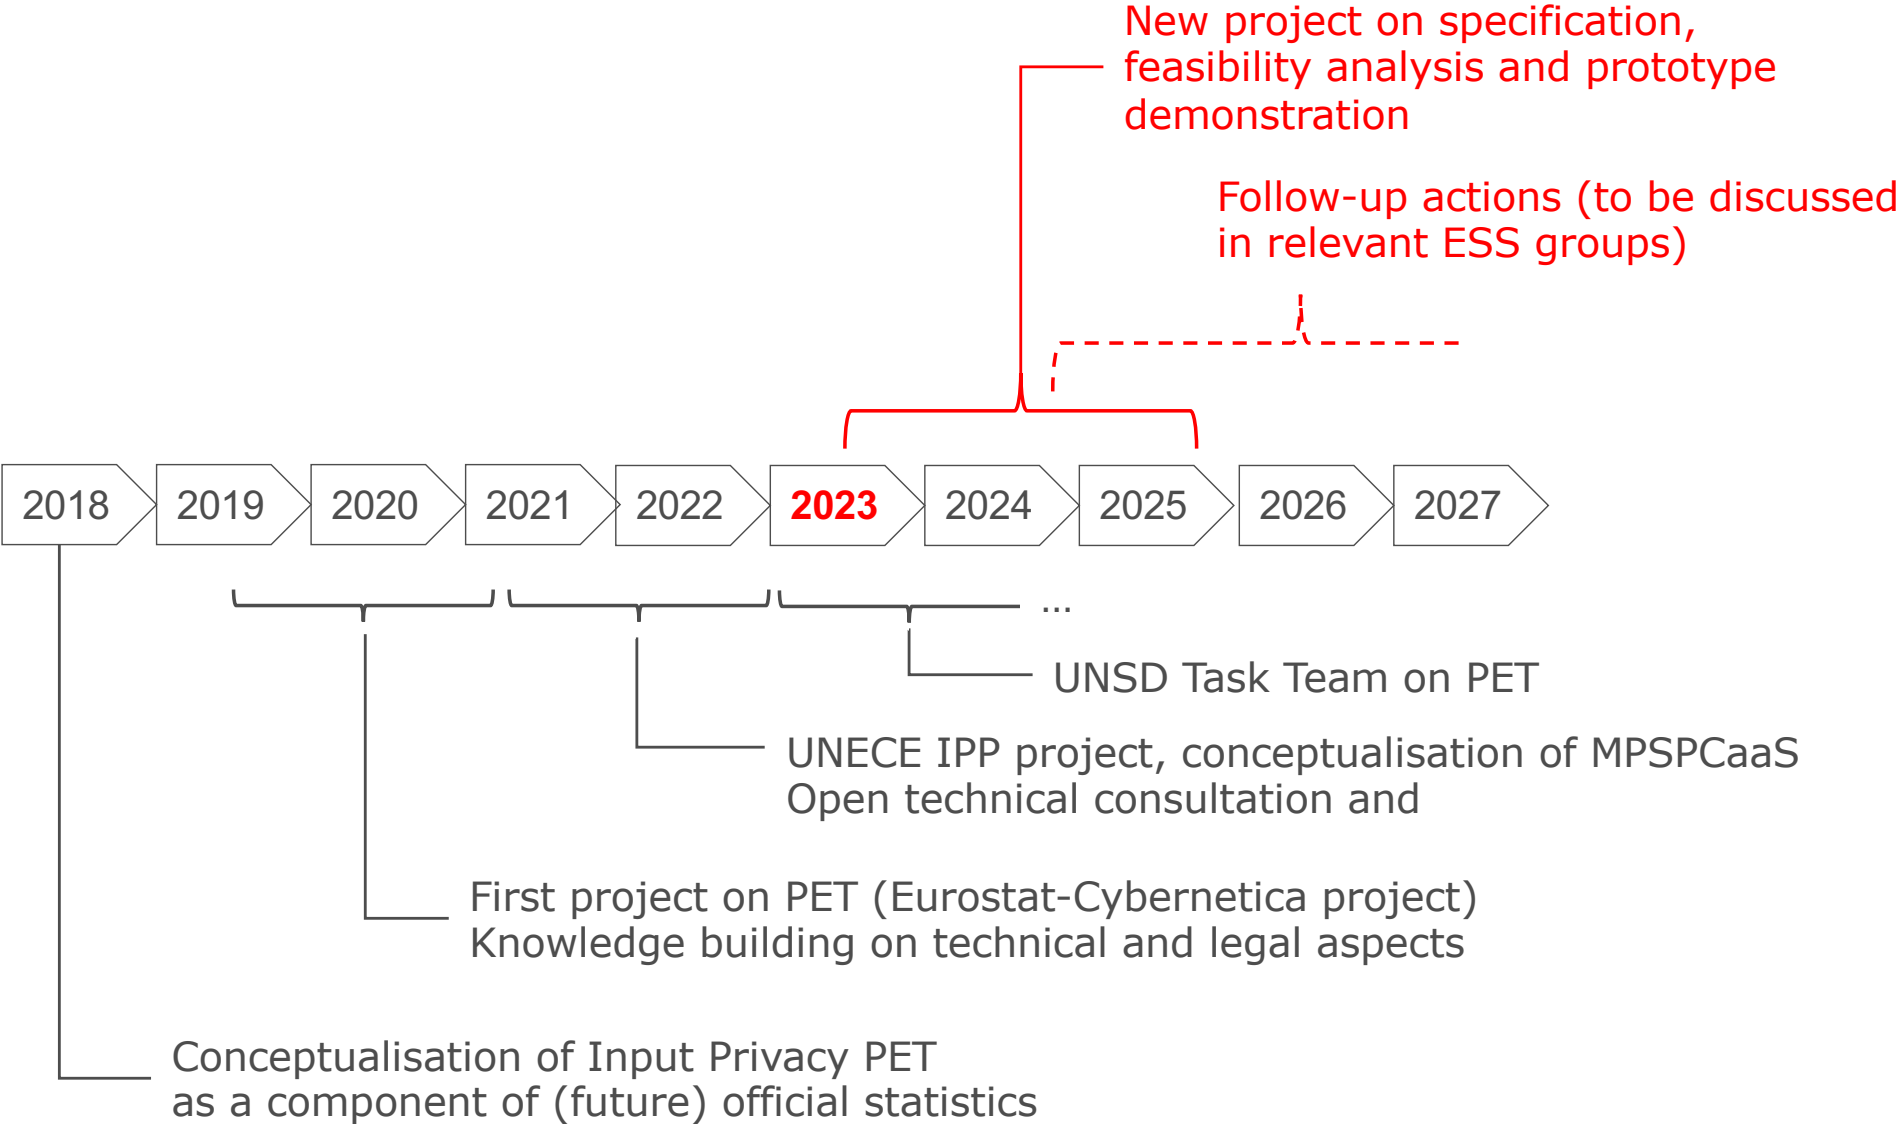 New project on specification,
feasibility analysis and prototype
demonstration
Follow-up actions (to be discussed
in relevant ESS groups)
2018
2019
2020
2021
2022
2023
2024
2025
2026
2027
...
UNSD Task Team on PET
UNECE IPP project, conceptualisation of MPSPCaaS
Open technical consultation and
First project on PET (Eurostat-Cybernetica project)
Knowledge building on technical and legal aspects
Conceptualisation of Input Privacy PET
as a component of (future) official statistics